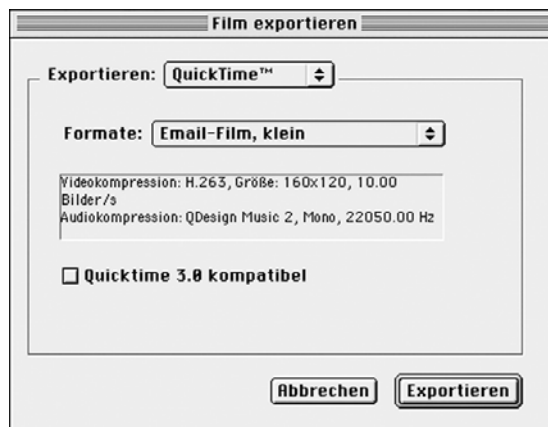 Film exportieren
Exportieren: QuickTime™
Formate: Email-Film, klein
Videokompression: H.263, Größe: 160x120, 10.00
Bilder/s
Audiokompression: QDesign Music 2, Mono, 22050.00 Hz
Quicktime 3.0 kompatibel
Abbrechen Exportieren